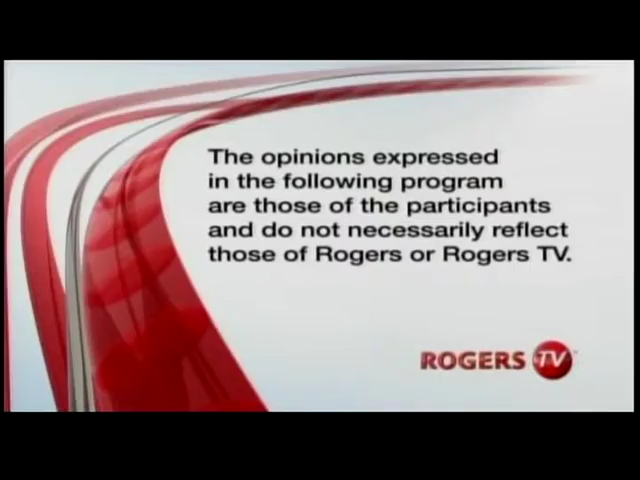 The opinions expressed
in the following program
are those of the participants
and do not necessarily reflect
those of Rogers or Rogers TV.
ROGERS TV